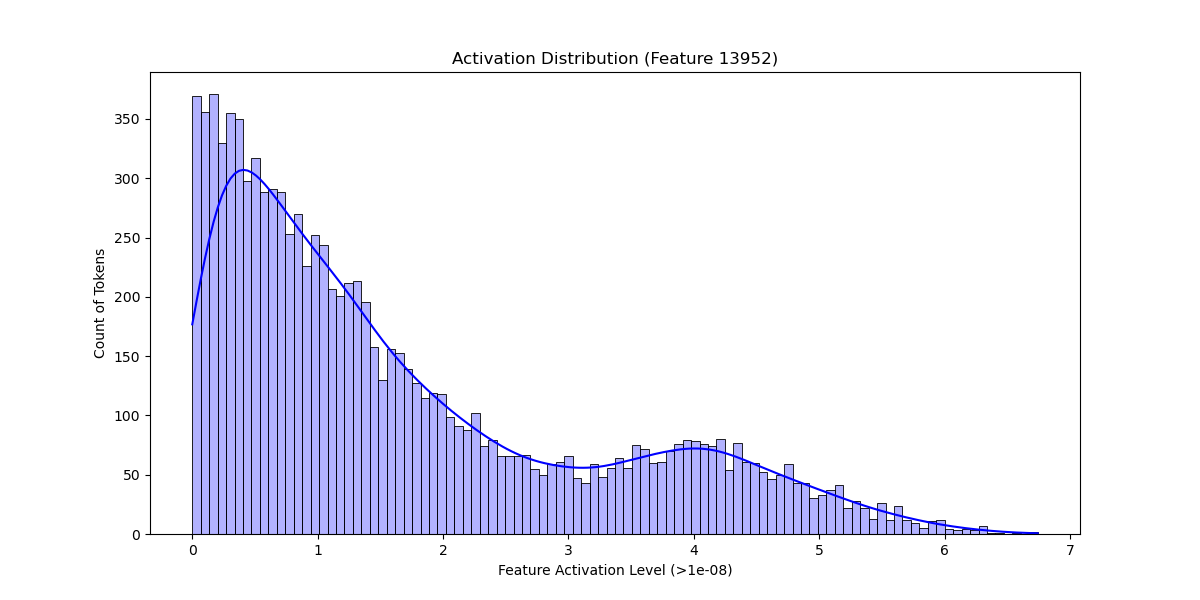 Activation Distribution (Feature 13952)
350
300
250
200
150
100
50
0
Count of Tokens
0 1 2 3 4 5 6 7
Feature Activation Level (>1e-08)